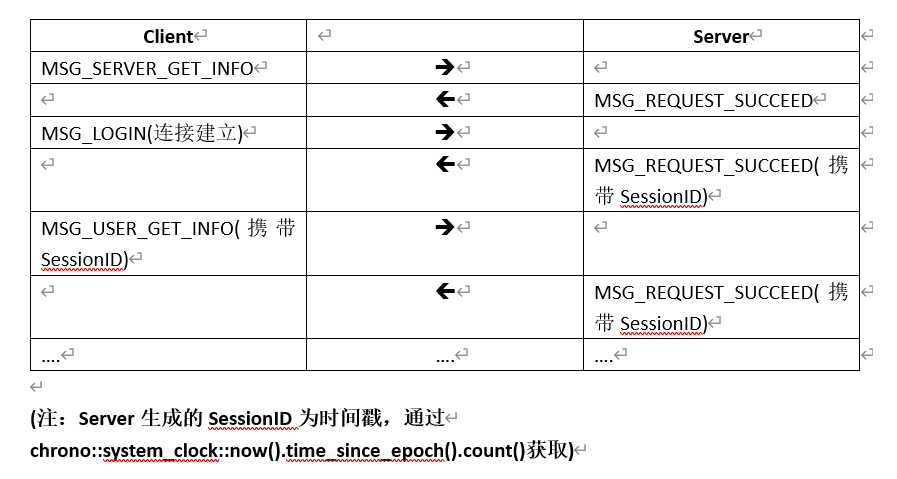 Client Server
MSG_SERVER_GET_INFO →
← MSG_REQUEST_SUCCEED
MSG_LOGIN(连接建立) →
← MSG_REQUEST_SUCCEED(携
带 SessionID)
MSG_USER_GET_INFO(携带 →
SessionID)
← MSG_REQUEST_SUCCEED(携
带 SessionID)
.... .... ....
(注：Server 生成的 SessionID 为时间戳，通过
chrono::system_clock::now().time_since_epoch().count()获取)